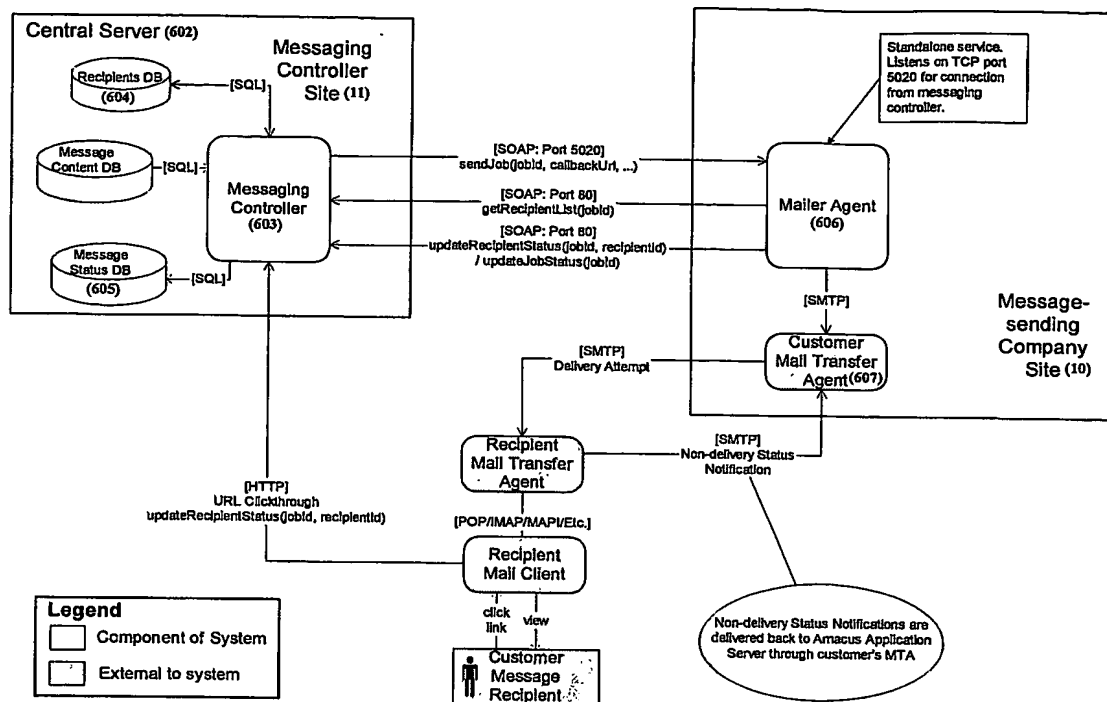 Central Server (602)
Messaging
Controller
Site (11)
Recipients DB
(604)
[SQL]
Message
Content DB
[SQL]
Messaging
Controller
(603)
Message
Status DB
(605)
[SQL]
[SOAP: Port 5020]
sendJob(jobId, callbackUrl, ...)
[SOAP: Port 80]
getRecipientList(jobId)
[SOAP: Port 80]
updateRecipientStatus(jobId, recipientId)
/ updateJobStatus(jobId)
Standalone service.
Listens on TCP port
5020 for connection
from messaging
controller.
Mailer Agent
(606)
[SMTP]
Message-
sending
Company
Site (10)
Customer
Mail Transfer
Agent(607)
[SMTP]
Delivery Attempt
Recipient
Mail Transfer
Agent
[SMTP]
Non-delivery Status
Notification
[HTTP]
URL Clickthrough
updateRecipientStatus(jobId, recipientId)
[POP/IMAP/MAPI/Etc.]
Recipient
Mail Client
click
link
view
Customer
Message
Recipient
Non-delivery Status Notifications are
delivered back to Amacus Application
Server through customer's MTA
Legend
Component of System
External to system